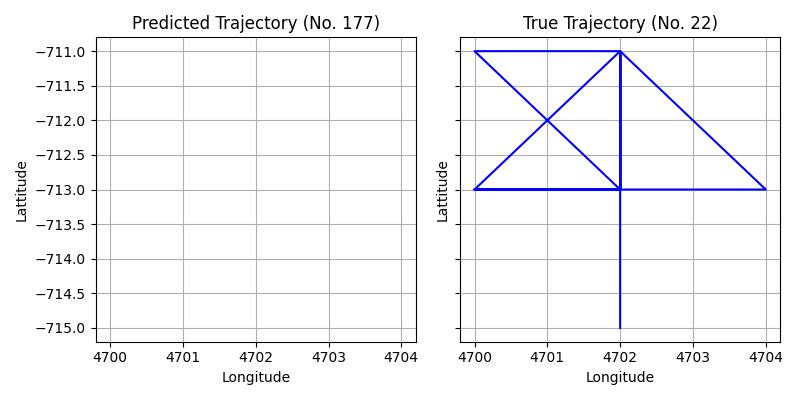 Predicted Trajectory (No. 177)
True Trajectory (No. 22)
−711.0
−711.5
−712.0
−712.5
−713.0
−713.5
−714.0
−714.5
−715.0
Lattitude
Lattitude
4700 4701 4702 4703 4704
4700 4701 4702 4703 4704
Longitude
Longitude